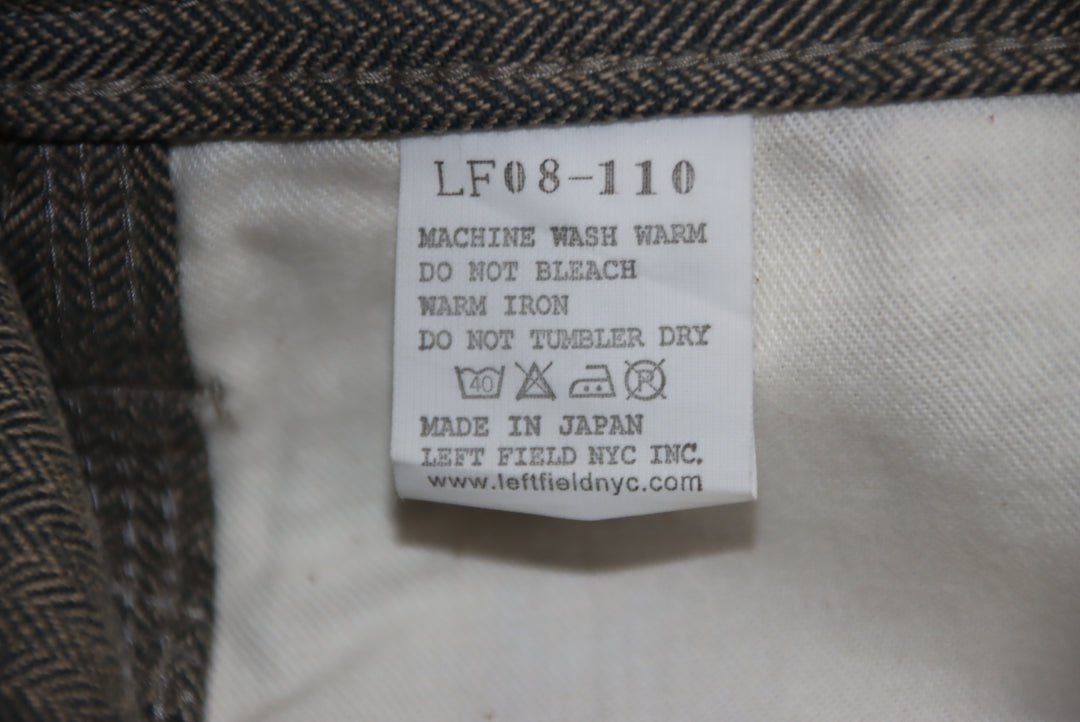 LF08-110
MACHINE WASH WARM
DO NOT BLEACH
WARM IRON
DO NOT TUMBLER DRY
40 R
MADE IN JAPAN
LEFT FIELD NYC INC.
www.leftfieldnyc.com